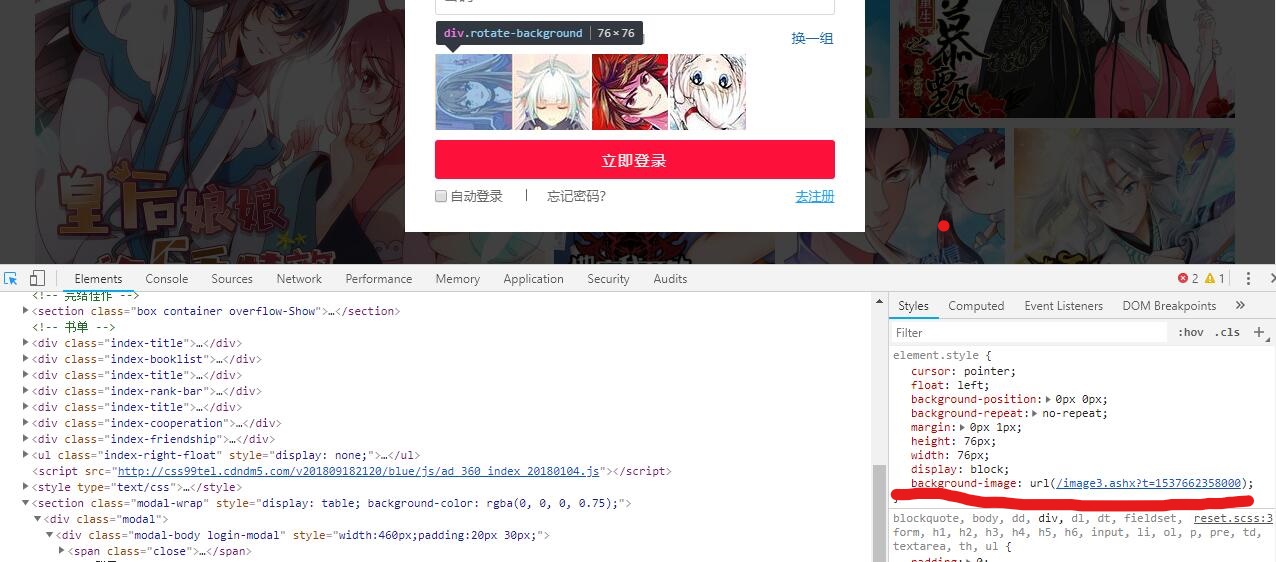 div.rotate-background 76×76
换一组
重生
慕甄
立即登录
自动登录 | 忘记密码? 去注册
皇后娘娘
Elements Console Sources Network Performance Memory Application Security Audits 2 1
<!-- 完结佳作 -->
<section class="box container overflow-Show">…</section>
<!-- 书单 -->
<div class="index-title">…</div>
<div class="index-booklist">…</div>
<div class="index-title">…</div>
<div class="index-rank-bar">…</div>
<div class="index-title">…</div>
<div class="index-cooperation">…</div>
<div class="index-friendship">…</div>
<ul class="index-right-float" style="display: none;">…</ul>
<script src="http://css99tel.cdndm5.com/v201809182120/blue/js/ad_360_index_20180104.js"></script>
<style type="text/css">…</style>
<section class="modal-wrap" style="display: table; background-color: rgba(0, 0, 0, 0.75);">
<div class="modal">
<div class="modal-body login-modal" style="width:460px;padding:20px 30px;">
<span class="close">…</span>
Styles Computed Event Listeners DOM Breakpoints »
Filter :hov .cls +
element.style {
cursor: pointer;
float: left;
background-position: 0px 0px;
background-repeat: no-repeat;
margin: 0px 1px;
height: 76px;
width: 76px;
display: block;
background-image: url(/image3.ashx?t=1537662358000);
}
blockquote, body, dd, div, dl, dt, fieldset, reset.scss:3
form, h1, h2, h3, h4, h5, h6, input, li, ol, p, pre, td,
textarea, th, ul {
padding: 0;